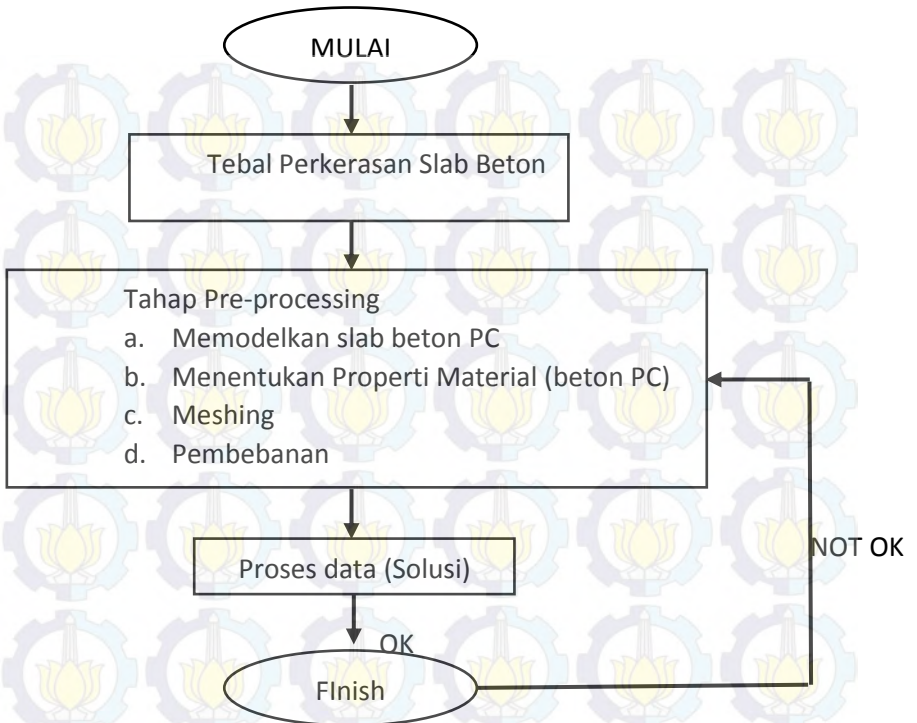 MULAI
Tebal Perkerasan Slab Beton
Tahap Pre-processing
a. Memodelkan slab beton PC
b. Menentukan Properti Material (beton PC)
c. Meshing
d. Pembebanan
Proses data (Solusi)
NOT OK
OK
FInish